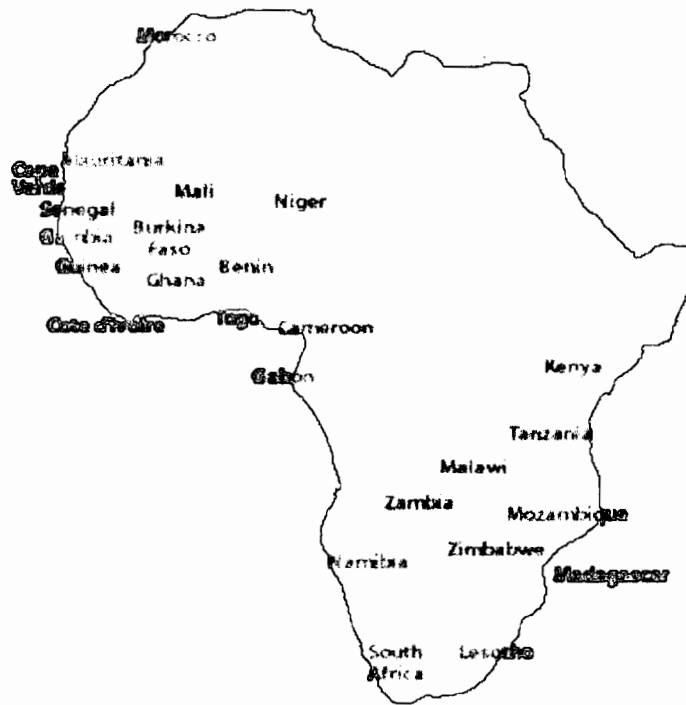 Morocco
Mauritania
Cape
Verde
Mali
Niger
Senegal
Gambia
Burkina
Faso
Guinea
Benin
Ghana
Cote d'Ivoire
Togo
Cameroon
Gabon
Kenya
Tanzania
Malawi
Zambia
Mozambique
Zimbabwe
Namibia
Madagascar
South
Africa
Lesotho